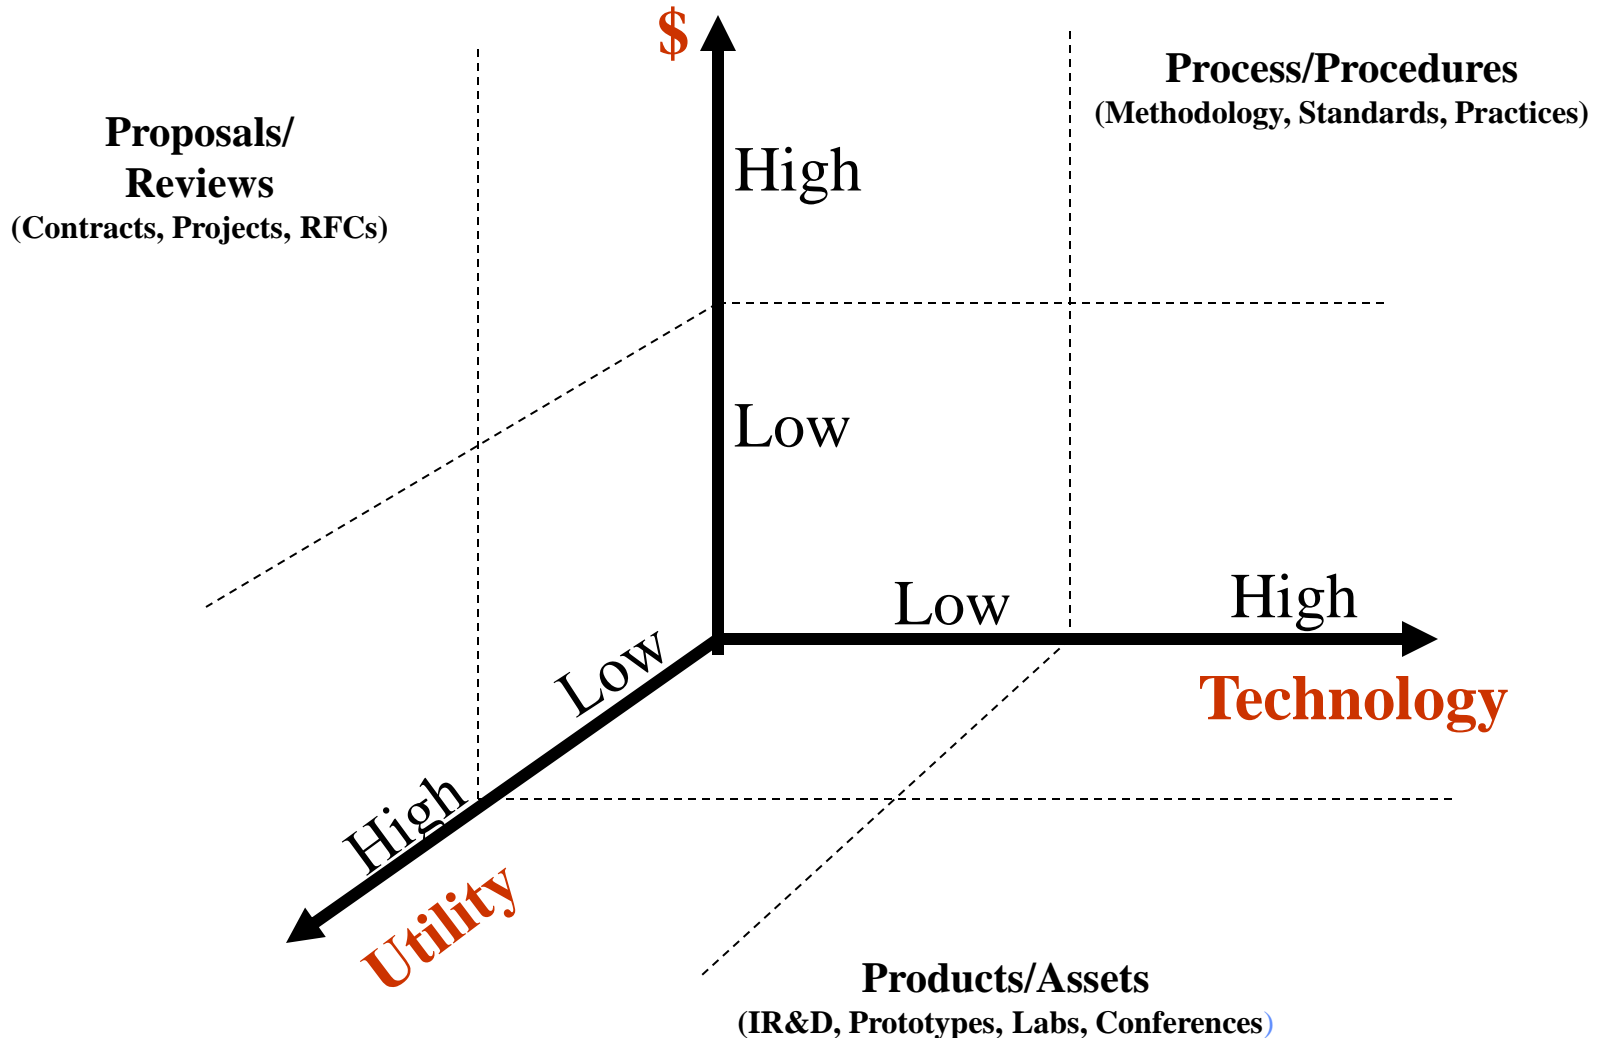 $
Process/Procedures
(Methodology, Standards, Practices)
Proposals/
Reviews
(Contracts, Projects, RFCs)
High
Low
Low
High
Technology
Low
High
Utility
Products/Assets
(IR&D, Prototypes, Labs, Conferences)